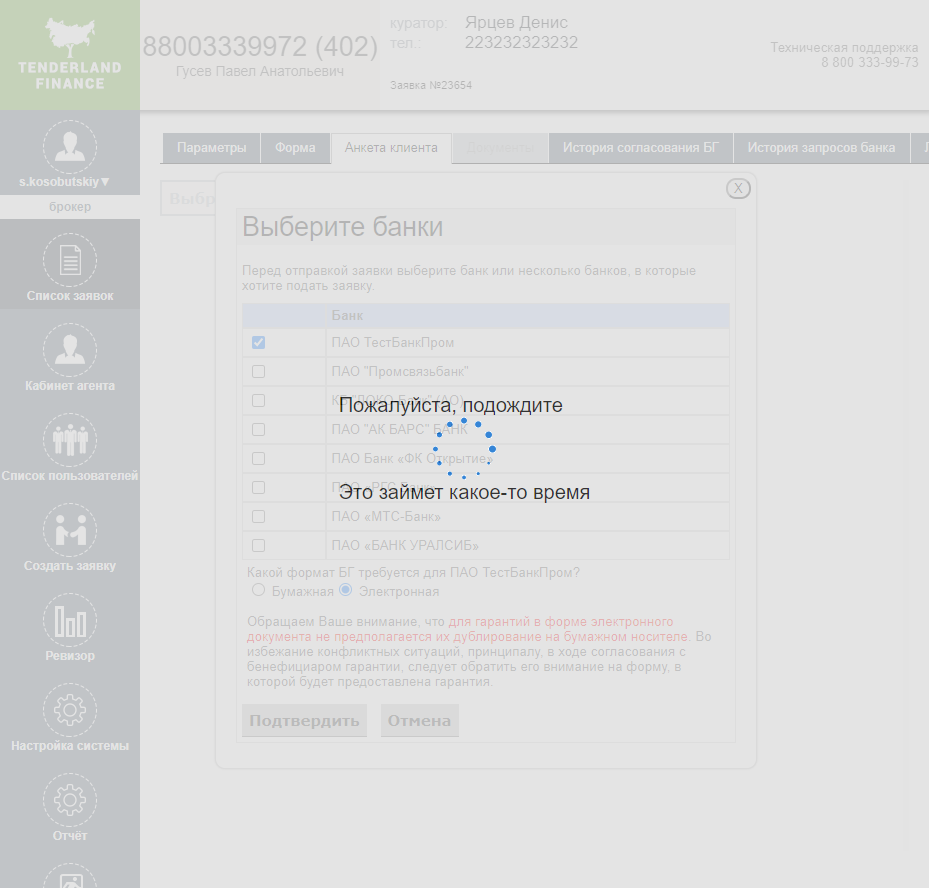 TENDERLAND
FINANCE
88003339972 (402)
Гусев Павел Анатольевич
куратор: Ярцев Денис
тел.: 223232323232
Заявка №23654
Техническая поддержка
8 800 333-99-73
s.kosobutskiy▼
брокер
Список заявок
Кабинет агента
Список пользователей
Создать заявку
Ревизор
Настройка системы
Отчёт
Параметры Форма Анкета клиента Документы История согласования БГ История запросов банка
Выбр
X
Выберите банки
Перед отправкой заявки выберите банк или несколько банков, в которые
хотите подать заявку.
Банк
ПАО ТестБанкПром
ПАО "Промсвязьбанк"
КБ "ЛОКО-Банк" (АО)
Пожалуйста, подождите
ПАО "АК БАРС" БАНК
ПАО Банк «ФК Открытие»
Это займет какое-то время
ПАО «МТС-Банк»
ПАО «БАНК УРАЛСИБ»
Какой формат БГ требуется для ПАО ТестБанкПром?
Бумажная Электронная
Обращаем Ваше внимание, что для гарантий в форме электронного
документа не предполагается их дублирование на бумажном носителе. Во
избежание конфликтных ситуаций, принципалу, в ходе согласования с
бенефициаром гарантии, следует обратить его внимание на форму, в
которой будет предоставлена гарантия.
Подтвердить Отмена